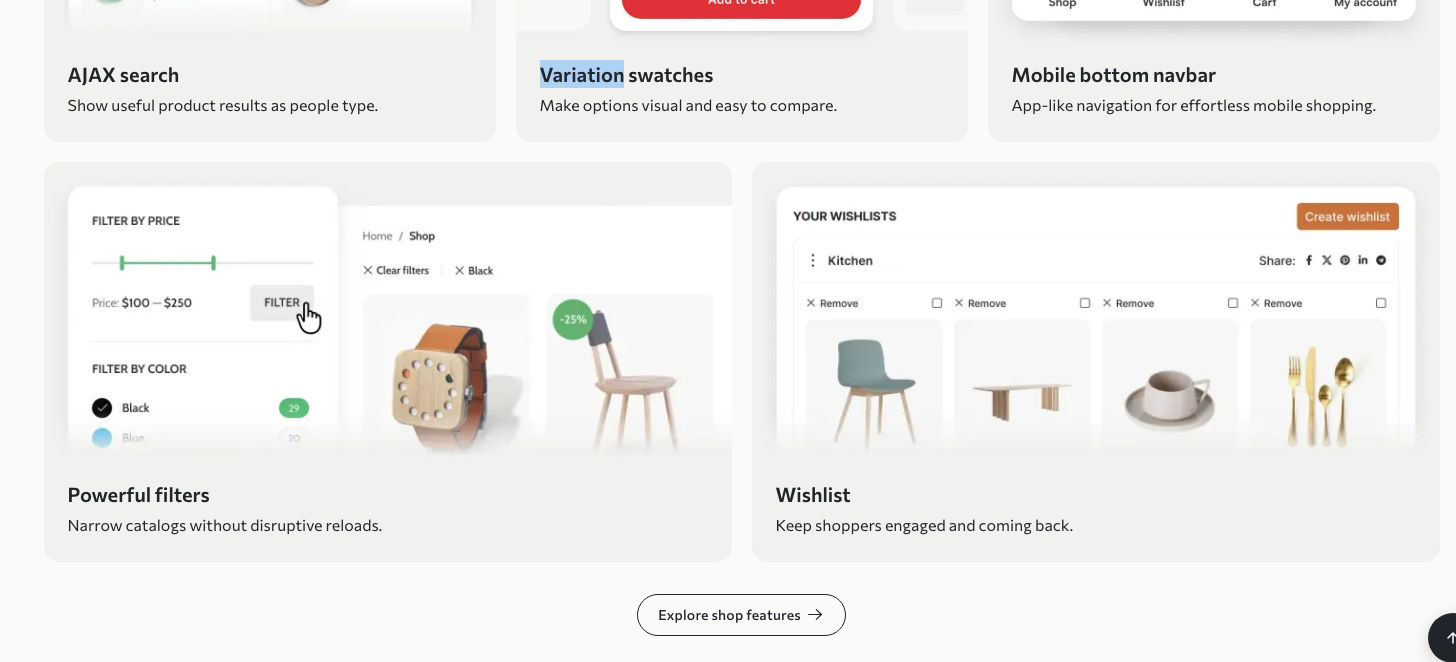 Add to cart
Shop Wishlist Cart My account
AJAX search
Show useful product results as people type.
Variation swatches
Make options visual and easy to compare.
Mobile bottom navbar
App-like navigation for effortless mobile shopping.
FILTER BY PRICE
Price: $100 — $250
FILTER
FILTER BY COLOR
Black 29
Blue 20
Home / Shop
× Clear filters × Black
-25%
Powerful filters
Narrow catalogs without disruptive reloads.
YOUR WISHLISTS
Create wishlist
Kitchen
Share:
× Remove × Remove × Remove × Remove
Wishlist
Keep shoppers engaged and coming back.
Explore shop features →